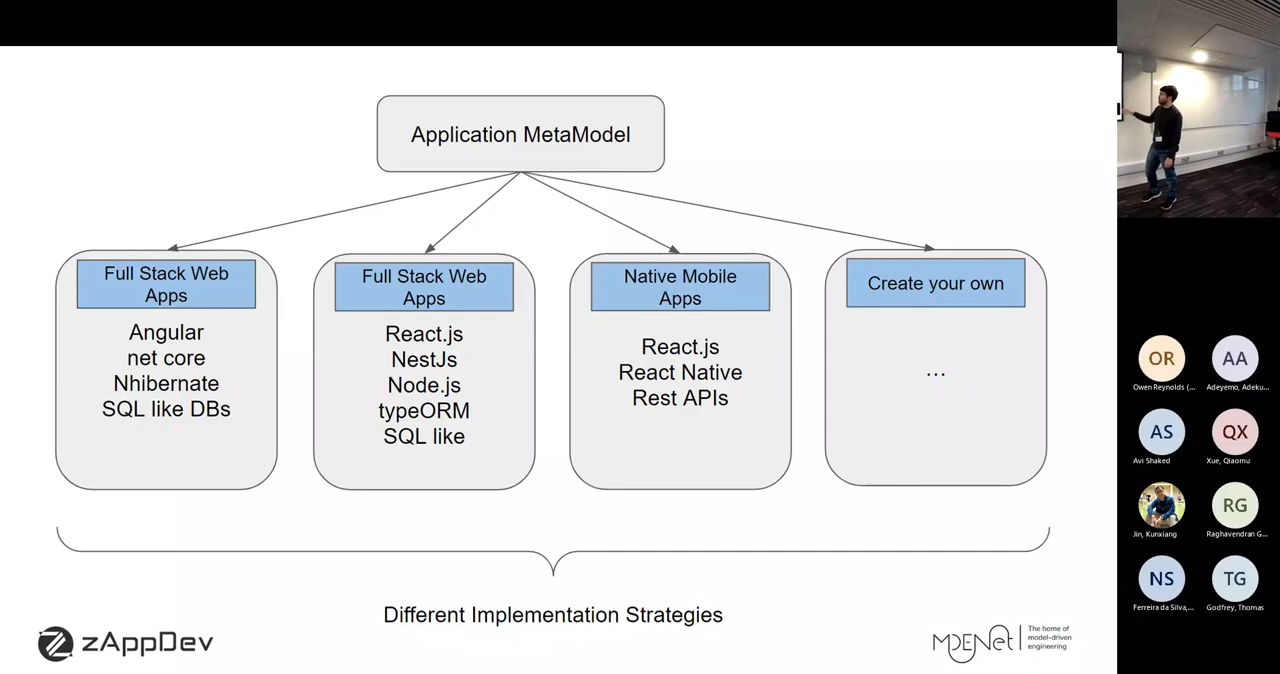 Application MetaModel
Full Stack Web
Apps
Angular
net core
Nhibernate
SQL like DBs
Full Stack Web
Apps
React.js
NestJs
Node.js
typeORM
SQL like
Native Mobile
Apps
React.js
React Native
Rest APIs
Create your own
...
Different Implementation Strategies
zAppDev
MDENet
The home of
model-driven
engineering
OR
Owen Reynolds (...
AA
Adeyemo, Adeku...
AS
Avi Shaked
QX
Xue, Qiaomu
Jin, Kunxiang
RG
Raghavendran G...
NS
Ferreira da Silva,...
TG
Godfrey, Thomas